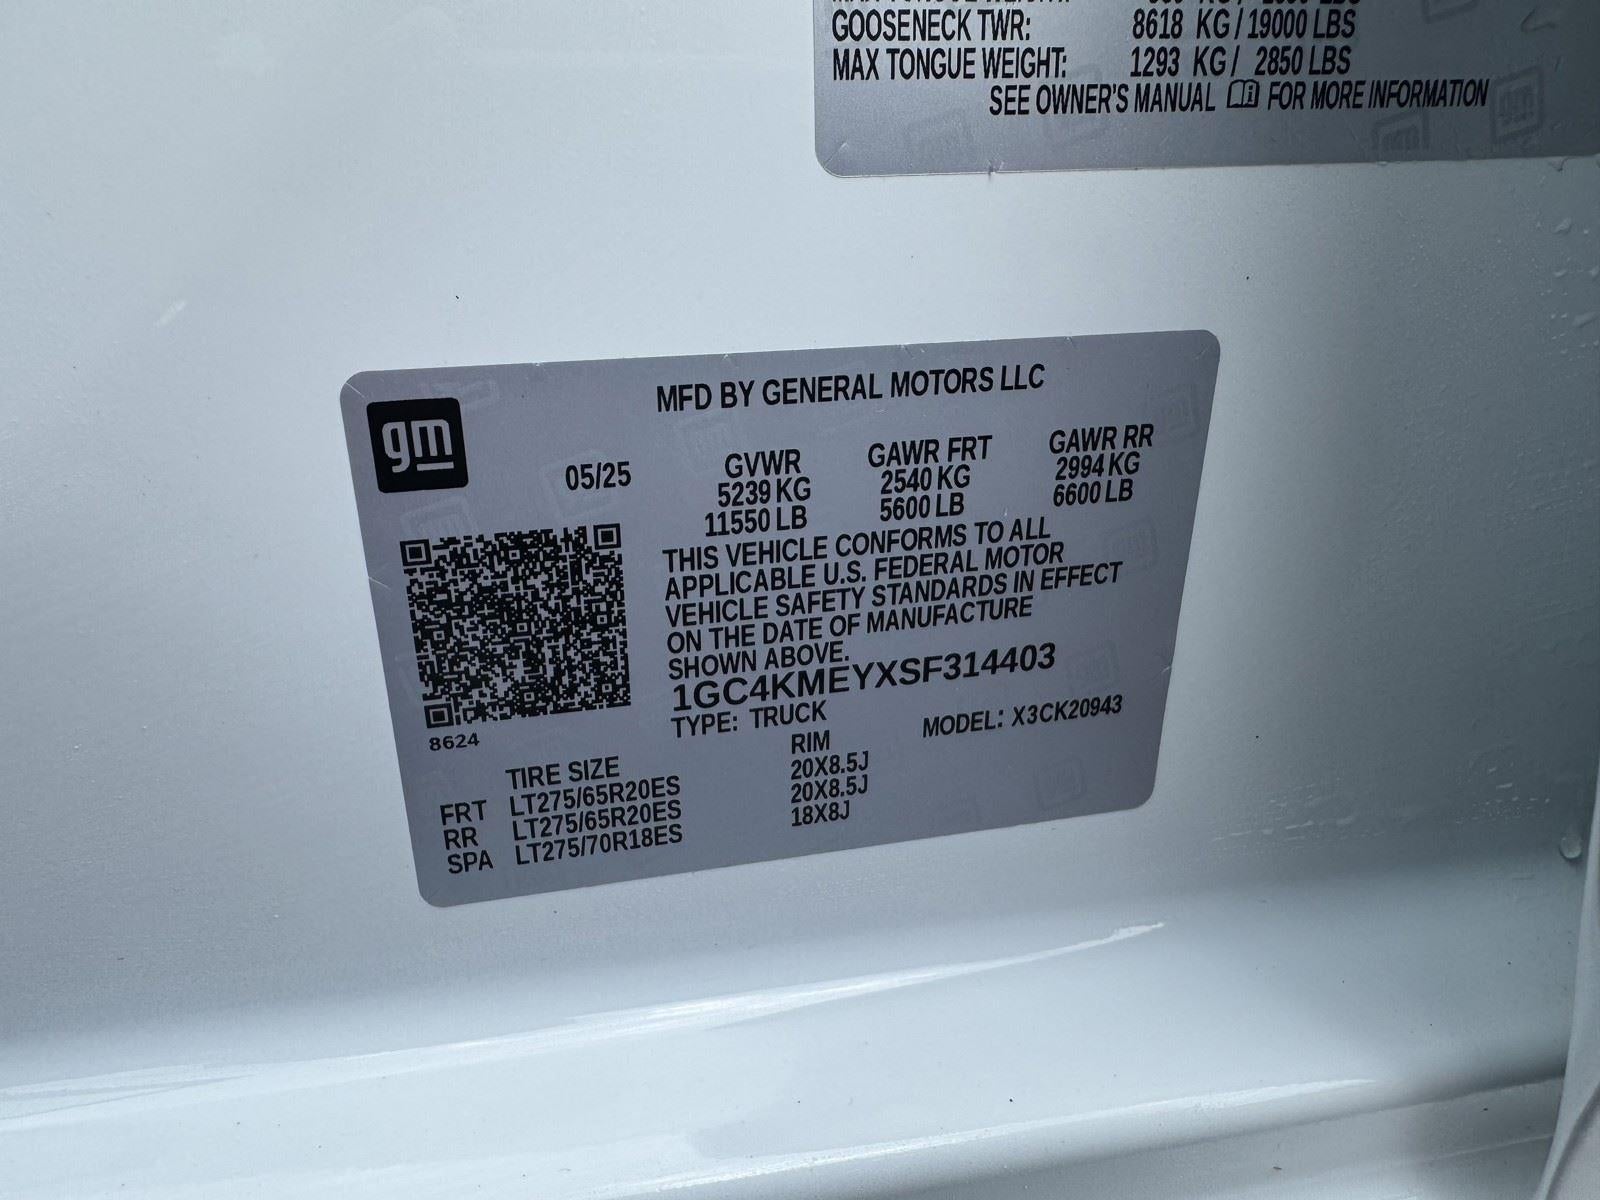 GOOSENECK TWR: 8618 KG / 19000 LBS
MAX TONGUE WEIGHT: 1293 KG / 2850 LBS
SEE OWNER'S MANUAL FOR MORE INFORMATION
MFD BY GENERAL MOTORS LLC
gm
05/25 GVWR GAWR FRT GAWR RR
5239 KG 2540 KG 2994 KG
11550 LB 5600 LB 6600 LB
THIS VEHICLE CONFORMS TO ALL
APPLICABLE U.S. FEDERAL MOTOR
VEHICLE SAFETY STANDARDS IN EFFECT
ON THE DATE OF MANUFACTURE
SHOWN ABOVE.
1GC4KMEYXSF314403
TYPE: TRUCK MODEL: X3CK20943
8624
TIRE SIZE RIM
FRT LT275/65R20ES 20X8.5J
RR LT275/65R20ES 20X8.5J
SPA LT275/70R18ES 18X8J